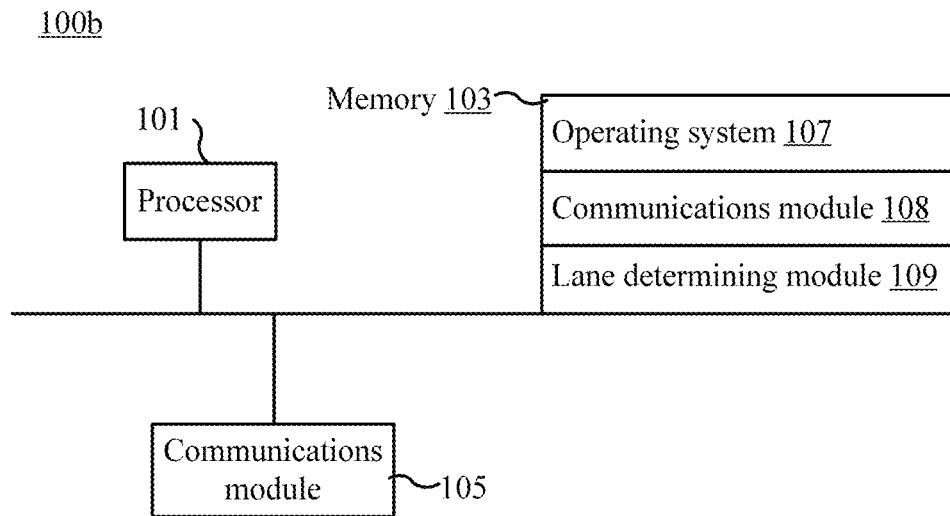 100b
Memory 103
101
Operating system 107
Processor
Communications module 108
Lane determining module 109
Communications
module
105